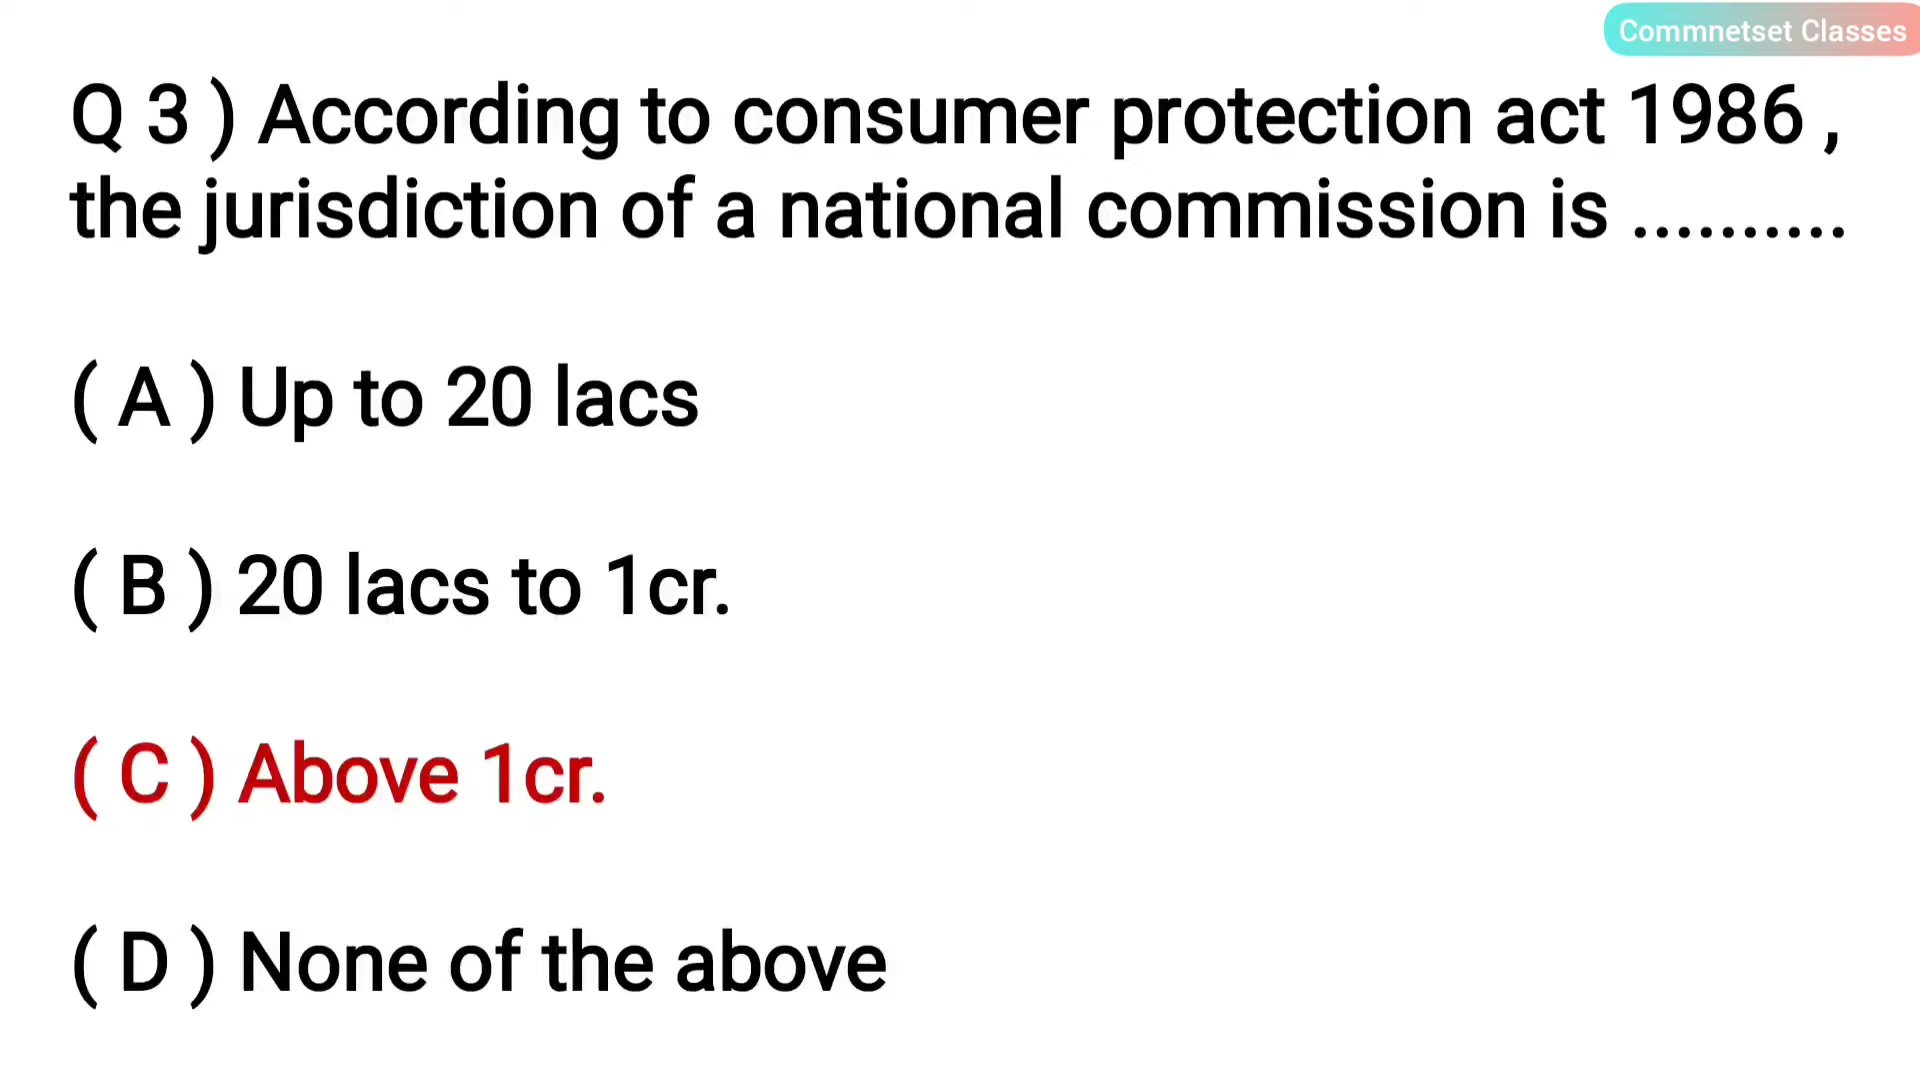 Commnetset Classes
Q 3 ) According to consumer protection act 1986 ,
the jurisdiction of a national commission is ..........
( A ) Up to 20 lacs
( B ) 20 lacs to 1cr.
( C ) Above 1cr.
( D ) None of the above